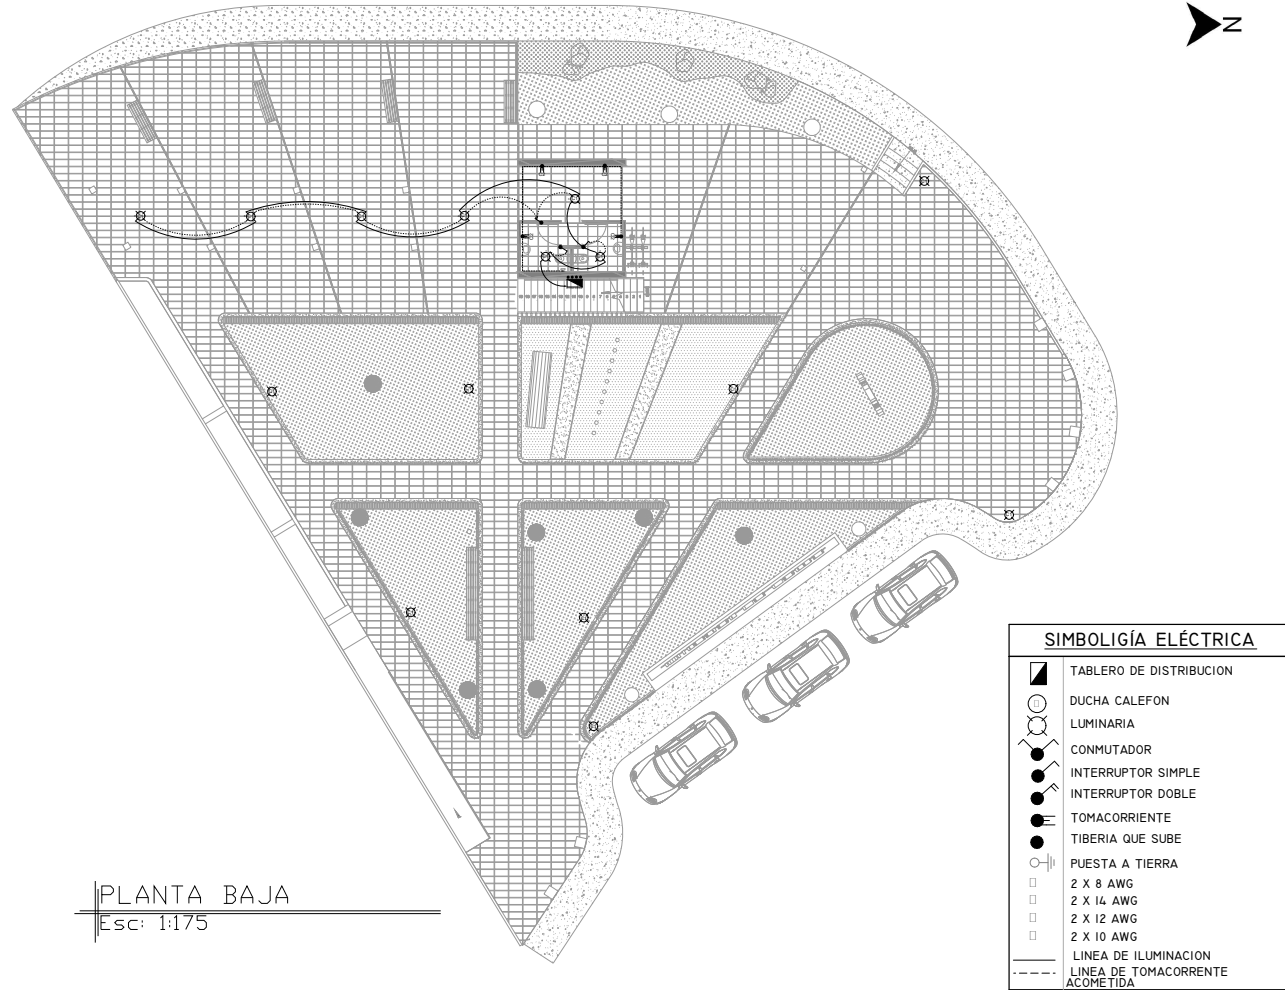 N
SIMBOLIGÍA ELÉCTRICA
TABLERO DE DISTRIBUCION
DUCHA CALEFON
LUMINARIA
CONMUTADOR
INTERRUPTOR SIMPLE
INTERRUPTOR DOBLE
TOMACORRIENTE
TIBERIA QUE SUBE
PUESTA A TIERRA
2 X 8 AWG
2 X 14 AWG
2 X 12 AWG
2 X 10 AWG
LINEA DE ILUMINACION
LINEA DE TOMACORRENTE
ACOMETIDA
PLANTA BAJA
Esc: 1:175